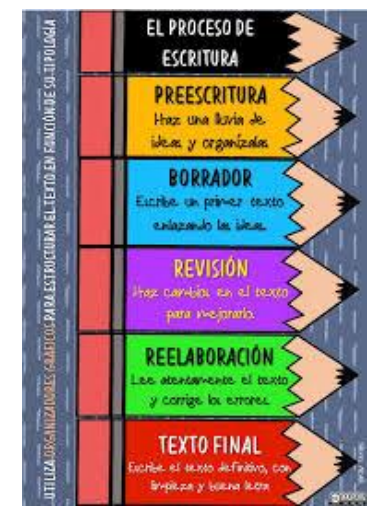 EL PROCESO DE
ESCRITURA
PREESCRITURA
Haz una lluvia de
ideas y organízalas
BORRADOR
Escribe un primer texto
enlazando las ideas.
REVISIÓN
Haz cambios en el texto
para mejorarlo.
REELABORACIÓN
Lee atentamente el texto
y corrige los errores.
TEXTO FINAL
Escribe el texto definitivo, con
limpieza y buena letra
UTILIZA ORGANIZADORES GRÁFICOS PARA ESTRUCTURAR EL TEXTO EN FUNCIÓN DE SU TIPOLOGÍA